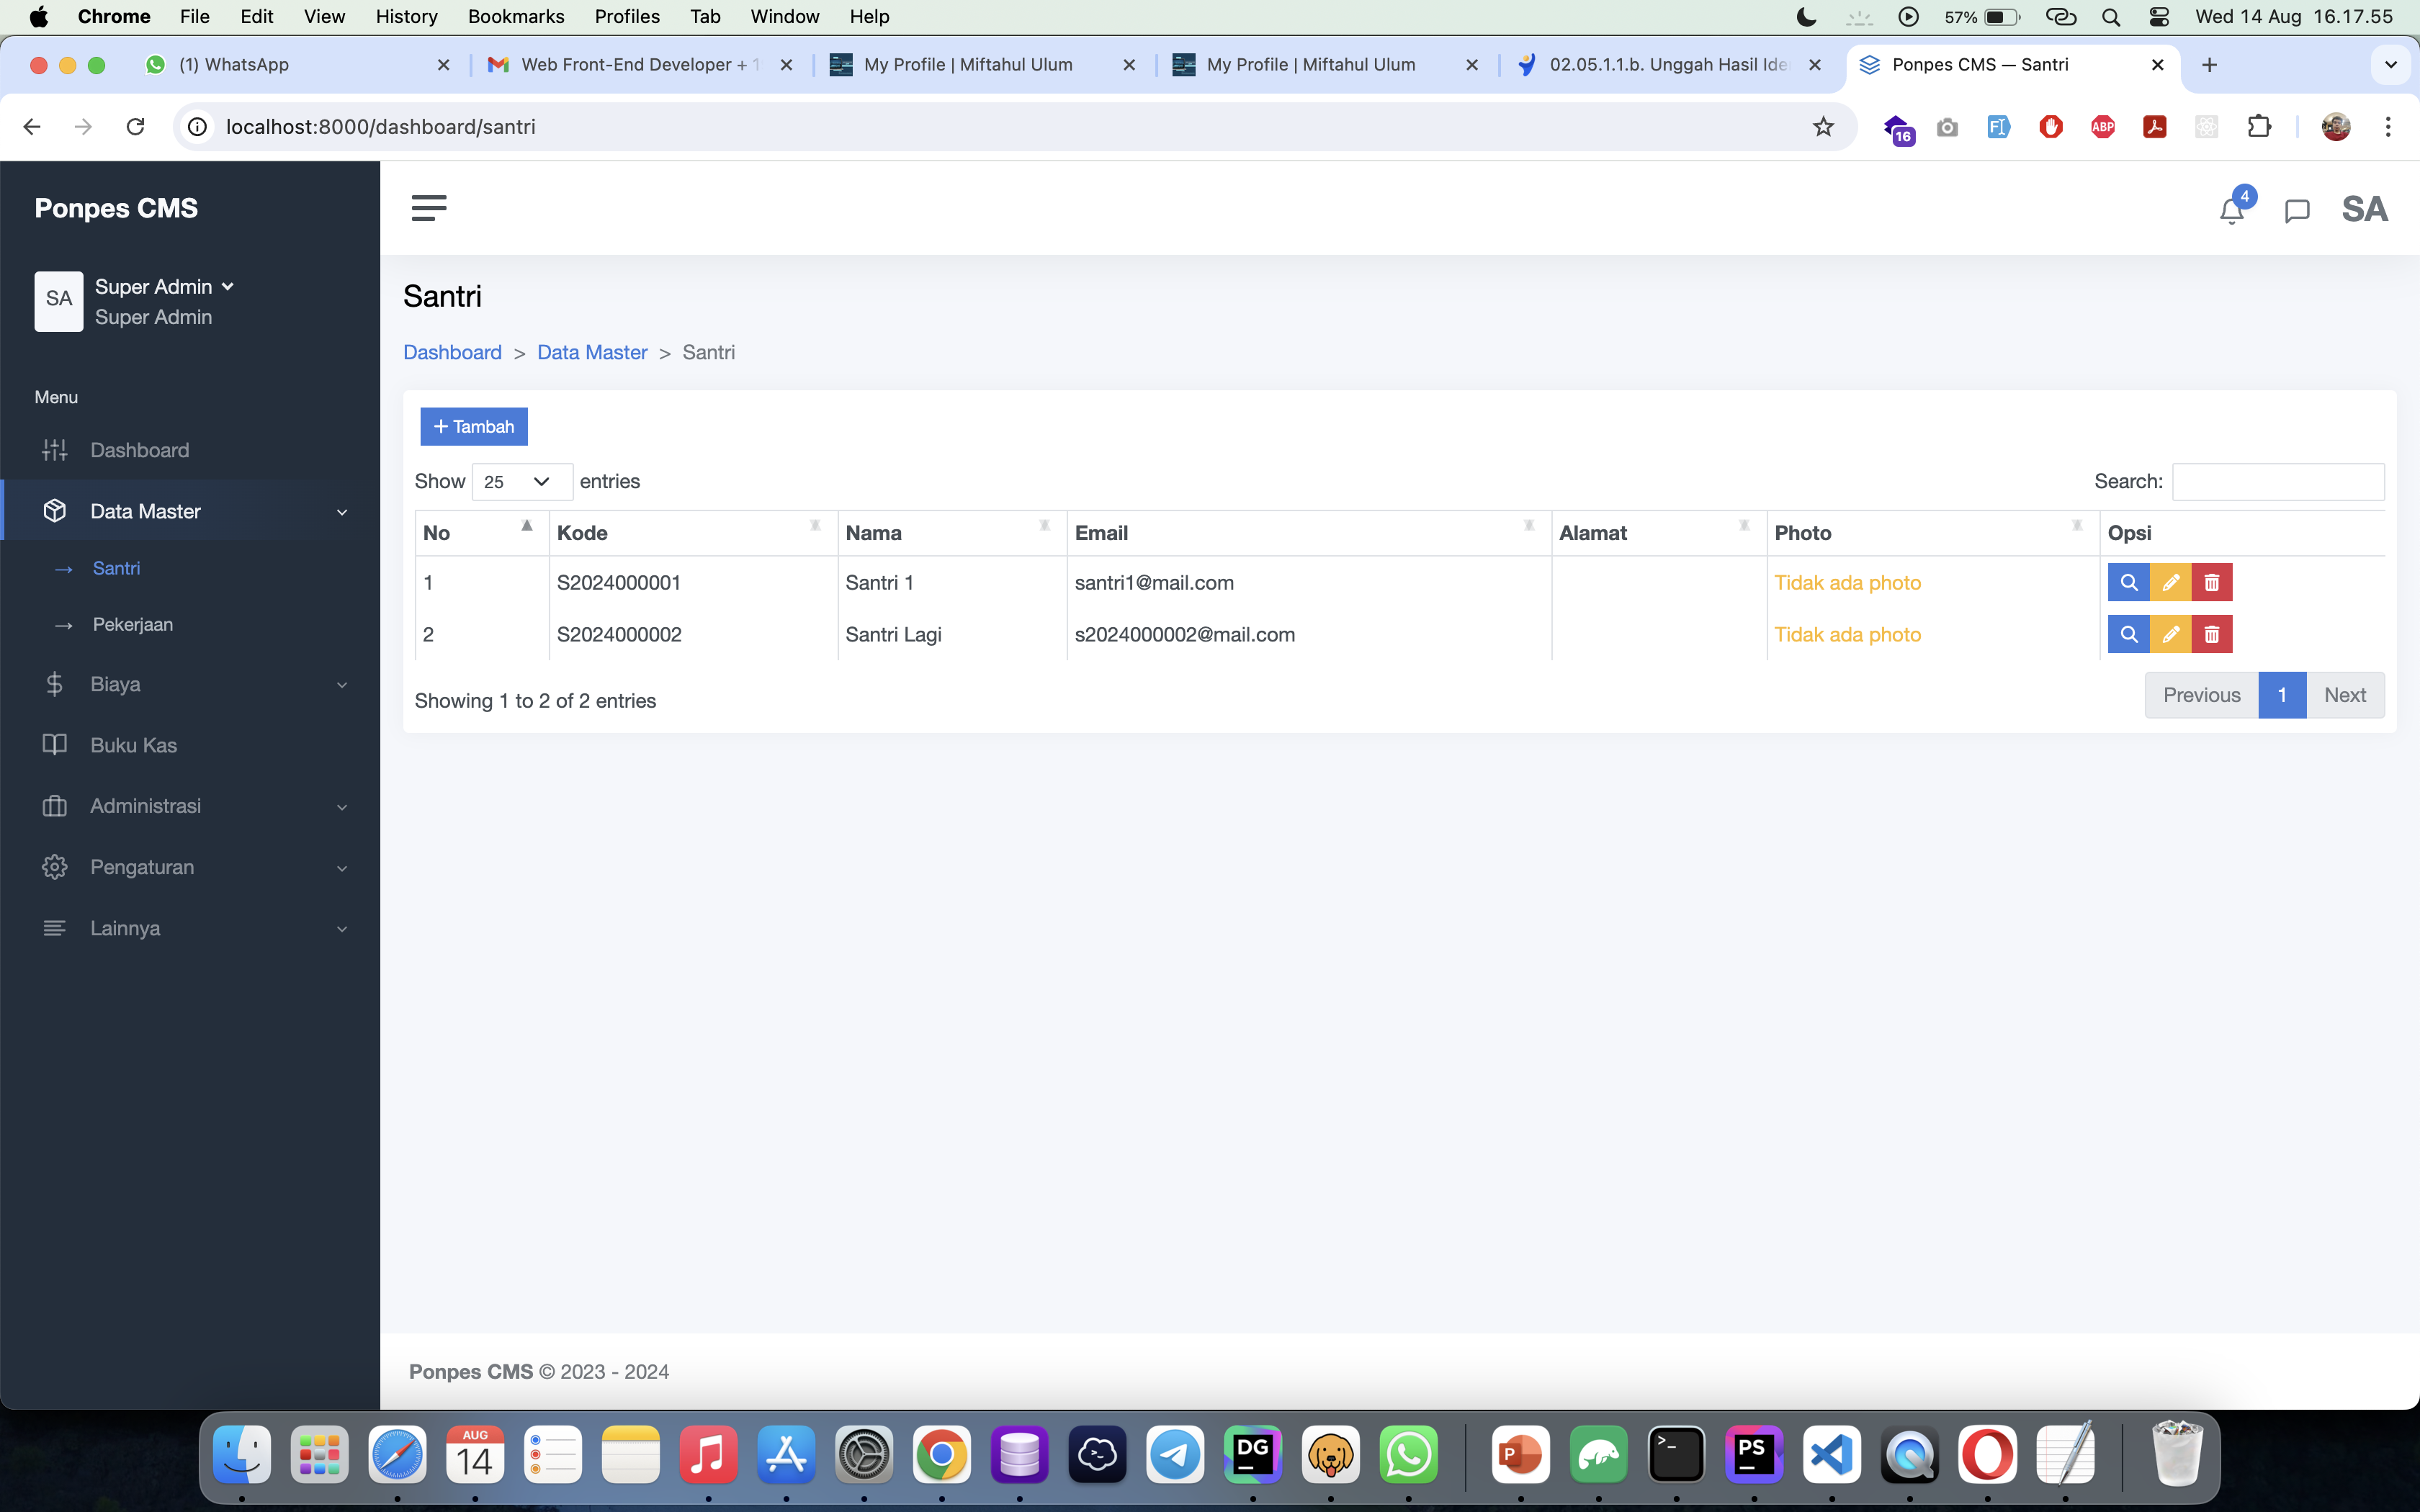 Chrome File Edit View History Bookmarks Profiles Tab Window Help 57% Wed 14 Aug 16.17.55
(1) WhatsApp Web Front-End Developer + 1 My Profile | Miftahul Ulum My Profile | Miftahul Ulum 02.05.1.1.b. Unggah Hasil Ide Ponpes CMS — Santri
localhost:8000/dashboard/santri 16 ABP
Ponpes CMS
4 SA
SA Super Admin
Super Admin
Menu
Dashboard
Data Master
Santri
Pekerjaan
Biaya
Buku Kas
Administrasi
Pengaturan
Lainnya
Santri
Dashboard > Data Master > Santri
+ Tambah
Show 25 entries Search:
No Kode Nama Email Alamat Photo Opsi
1 S2024000001 Santri 1 santri1@mail.com Tidak ada photo
2 S2024000002 Santri Lagi s2024000002@mail.com Tidak ada photo
Showing 1 to 2 of 2 entries Previous 1 Next
Ponpes CMS © 2023 - 2024
AUG
14
DG
P
PS